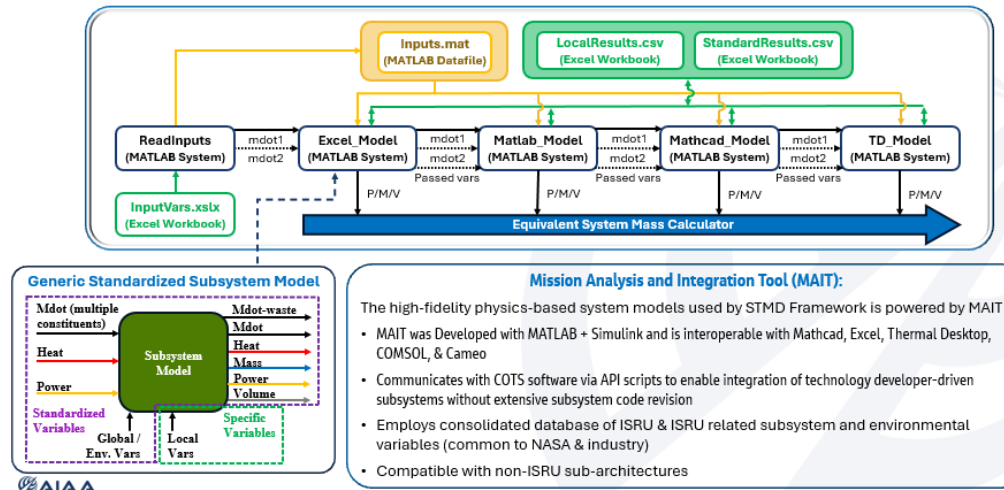 Inputs.mat
(MATLAB Datafile)
LocalResults.csv
(Excel Workbook)
StandardResults.csv
(Excel Workbook)
ReadInputs
(MATLAB System)
mdot1
mdot2
Excel_Model
(MATLAB System)
mdot1
mdot2
Passed vars
Matlab_Model
(MATLAB System)
mdot1
mdot2
Passed vars
Mathcad_Model
(MATLAB System)
mdot1
mdot2
Passed vars
TD_Model
(MATLAB System)
P/M/V
P/M/V
P/M/V
P/M/V
InputVars.xslx
(Excel Workbook)
Equivalent System Mass Calculator
Generic Standardized Subsystem Model
Mdot (multiple
constituents)
Heat
Power
Subsystem
Model
Mdot-waste
Mdot
Heat
Mass
Power
Volume
Standardized
Variables
Specific
Variables
Global /
Env. Vars
Local
Vars
Mission Analysis and Integration Tool (MAIT):
The high-fidelity physics-based system models used by STMD Framework is powered by MAIT
• MAIT was Developed with MATLAB + Simulink and is interoperable with Mathcad, Excel, Thermal Desktop,
COMSOL, & Cameo
• Communicates with COTS software via API scripts to enable integration of technology developer-driven
subsystems without extensive subsystem code revision
• Employs consolidated database of ISRU & ISRU related subsystem and environmental
variables (common to NASA & industry)
• Compatible with non-ISRU sub-architectures
AIAA